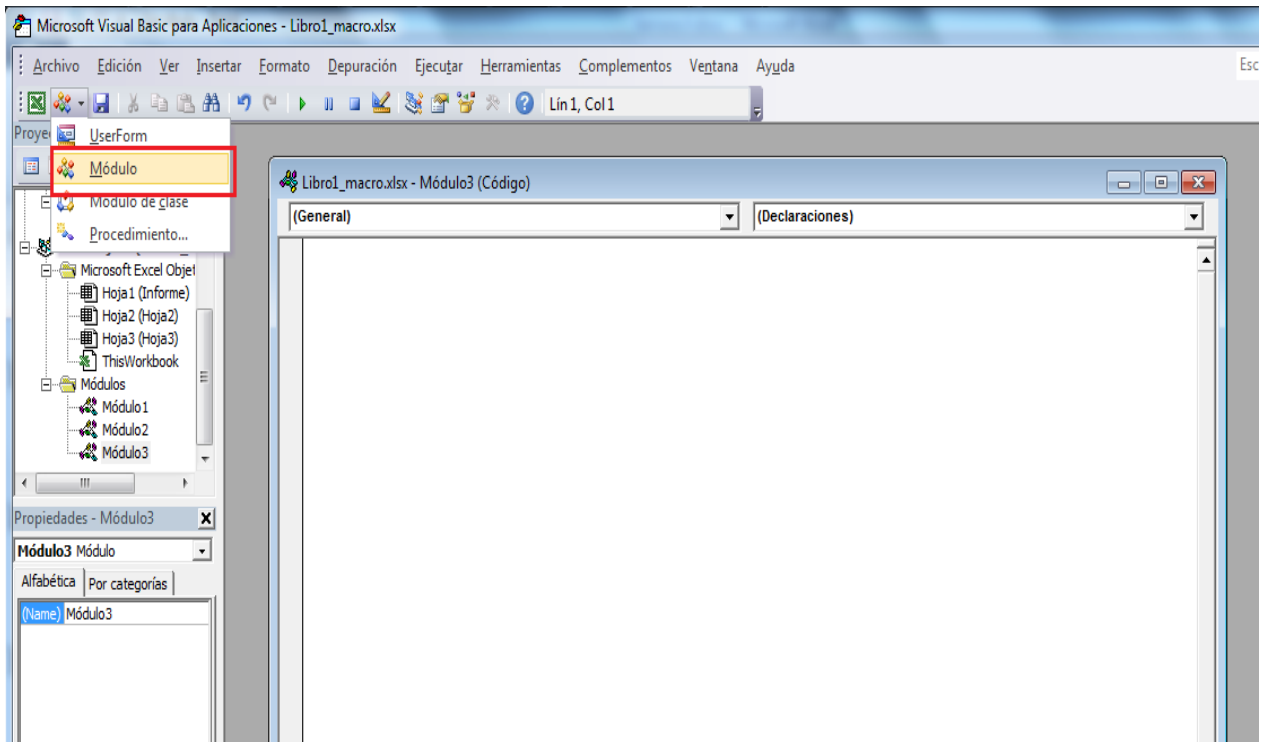 Microsoft Visual Basic para Aplicaciones - Libro1_macro.xlsx
Archivo Edición Ver Insertar Formato Depuración Ejecutar Herramientas Complementos Ventana Ayuda Esc
Lín 1, Col 1
Proye
UserForm
Módulo
Módulo de clase
Procedimiento...
Microsoft Excel Objet
Hoja1 (Informe)
Hoja2 (Hoja2)
Hoja3 (Hoja3)
ThisWorkbook
Módulos
Módulo1
Módulo2
Módulo3
Propiedades - Módulo3
Módulo3 Módulo
Alfabética Por categorías
(Name) Módulo3
Libro1_macro.xlsx - Módulo3 (Código)
(General) (Declaraciones)